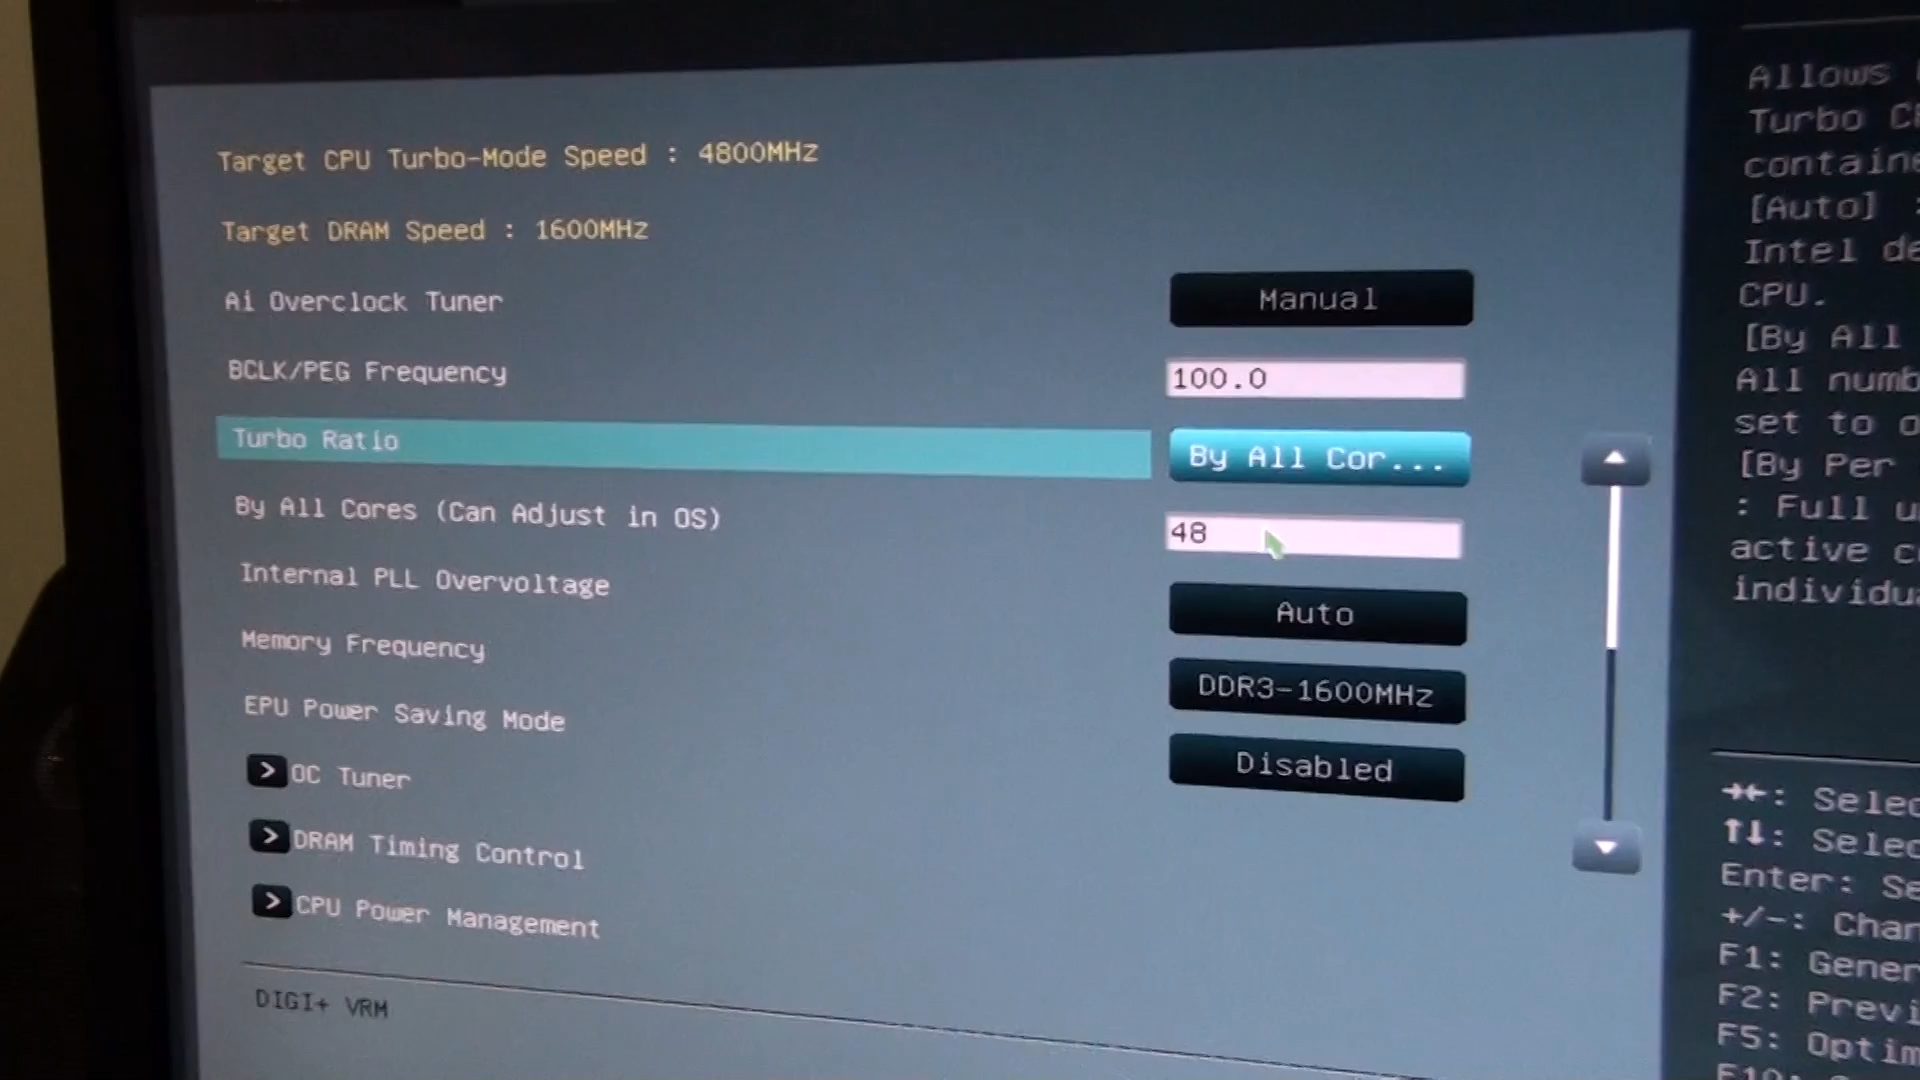 Target CPU Turbo-Mode Speed : 4800MHz
Target DRAM Speed : 1600MHz
Ai Overclock Tuner Manual
BCLK/PEG Frequency 100.0
Turbo Ratio By All Cor...
By All Cores (Can Adjust in OS) 48
Internal PLL Overvoltage Auto
Memory Frequency DDR3-1600MHz
EPU Power Saving Mode Disabled
> OC Tuner
> DRAM Timing Control
> CPU Power Management
DIGI+ VRM
Allows
Turbo
[Auto] :
Intel
CPU.
[By All
All
set to
[By Per
: Full
active
→←:
↑↓:
Enter:
+/-:
F1:
F2:
F5: